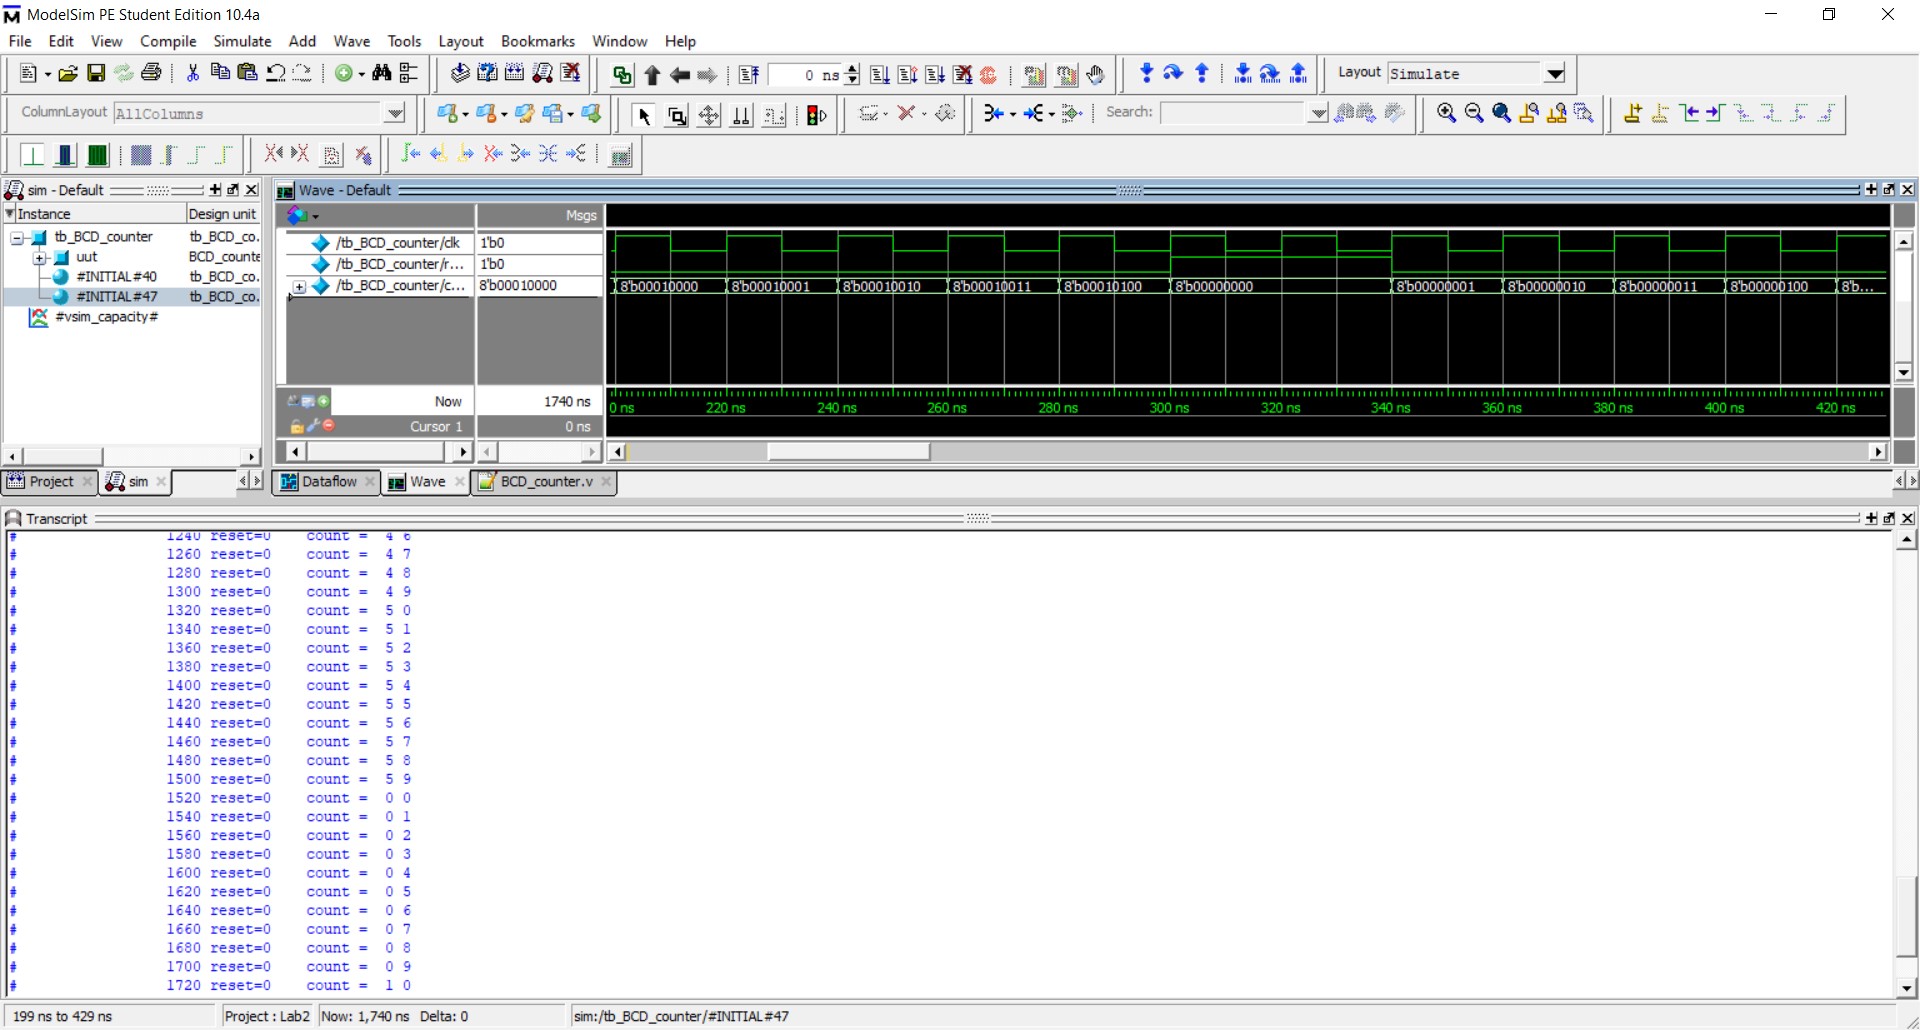 ModelSim PE Student Edition 10.4a
File Edit View Compile Simulate Add Wave Tools Layout Bookmarks Window Help
0 ns
Layout Simulate
ColumnLayout AllColumns
Search:
sim - Default
Wave - Default
Instance Design unit
Msgs
tb_BCD_counter tb_BCD_co.
uut BCD_counte
#INITIAL#40 tb_BCD_co.
#INITIAL#47 tb_BCD_co.
#vsim_capacity#
/tb_BCD_counter/clk 1'b0
/tb_BCD_counter/r... 1'b0
/tb_BCD_counter/c... 8'b00010000
8'b00010000 8'b00010001 8'b00010010 8'b00010011 8'b00010100 8'b00000000 8'b00000001 8'b00000010 8'b00000011 8'b00000100 8'b...
Now 1740 ns
Cursor 1 0 ns
0 ns 220 ns 240 ns 260 ns 280 ns 300 ns 320 ns 340 ns 360 ns 380 ns 400 ns 420 ns
Project sim
Dataflow Wave BCD_counter.v
Transcript
# 1240 reset=0 count = 4 6
# 1260 reset=0 count = 4 7
# 1280 reset=0 count = 4 8
# 1300 reset=0 count = 4 9
# 1320 reset=0 count = 5 0
# 1340 reset=0 count = 5 1
# 1360 reset=0 count = 5 2
# 1380 reset=0 count = 5 3
# 1400 reset=0 count = 5 4
# 1420 reset=0 count = 5 5
# 1440 reset=0 count = 5 6
# 1460 reset=0 count = 5 7
# 1480 reset=0 count = 5 8
# 1500 reset=0 count = 5 9
# 1520 reset=0 count = 0 0
# 1540 reset=0 count = 0 1
# 1560 reset=0 count = 0 2
# 1580 reset=0 count = 0 3
# 1600 reset=0 count = 0 4
# 1620 reset=0 count = 0 5
# 1640 reset=0 count = 0 6
# 1660 reset=0 count = 0 7
# 1680 reset=0 count = 0 8
# 1700 reset=0 count = 0 9
# 1720 reset=0 count = 1 0
199 ns to 429 ns Project : Lab2 Now: 1,740 ns Delta: 0 sim:/tb_BCD_counter/#INITIAL#47